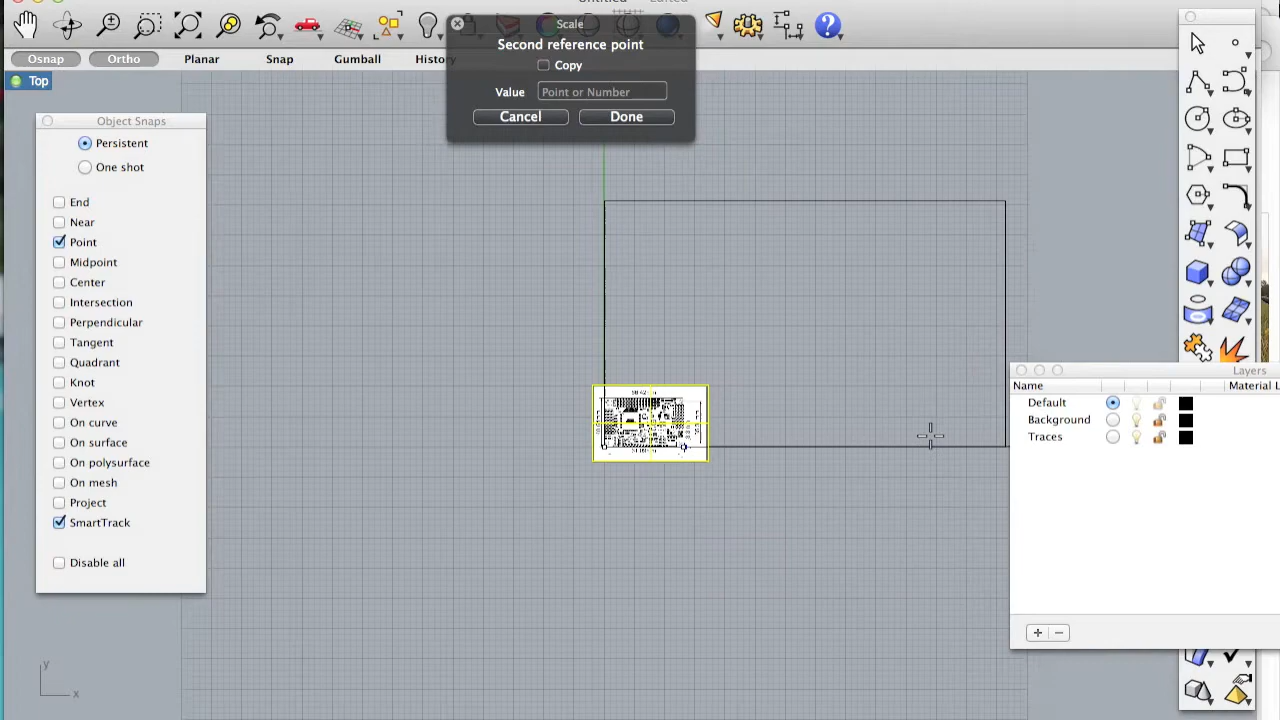 Untitled — Edited
Scale
Second reference point
Copy
Value Point or Number
Cancel Done
Osnap Ortho Planar Snap Gumball History
Top
Object Snaps
Persistent
One shot
End
Near
Point
Midpoint
Center
Intersection
Perpendicular
Tangent
Quadrant
Knot
Vertex
On curve
On surface
On polysurface
On mesh
Project
SmartTrack
Disable all
Layers
Name Material L
Default
Background
Traces
y
x